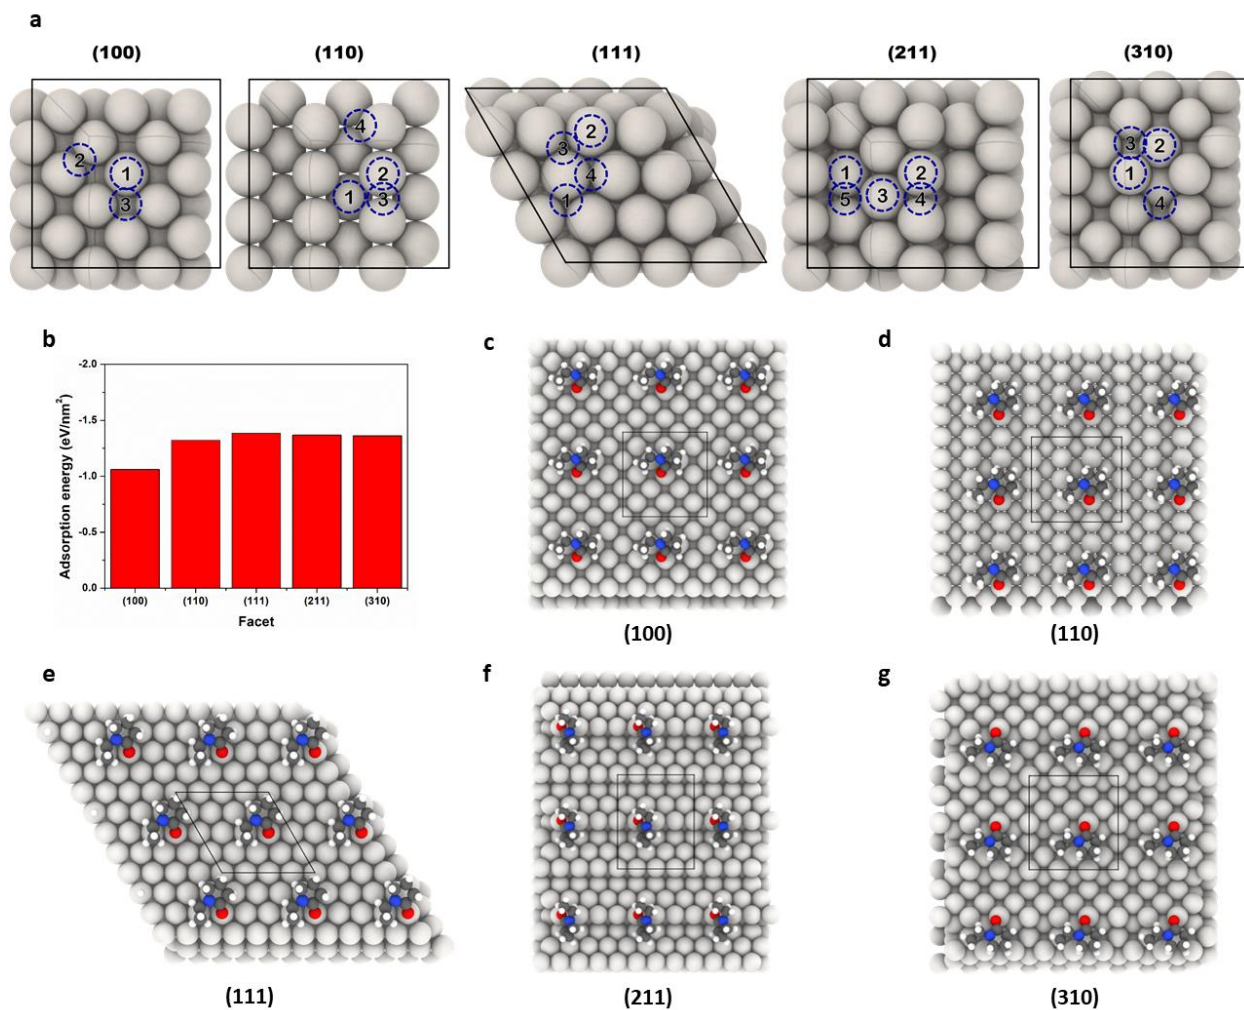 a
(100) (110) (111) (211) (310)
2 1 3
4 2 1 3
2 3 4 1
1 2 3 5 4
3 2 1 4
b
-2.0
-1.5
-1.0
-0.5
0.0
Adsorption energy (eV/nm²)
(100) (110) (111) (211) (310)
Facet
c
(100)
d
(110)
e
(111)
f
(211)
g
(310)